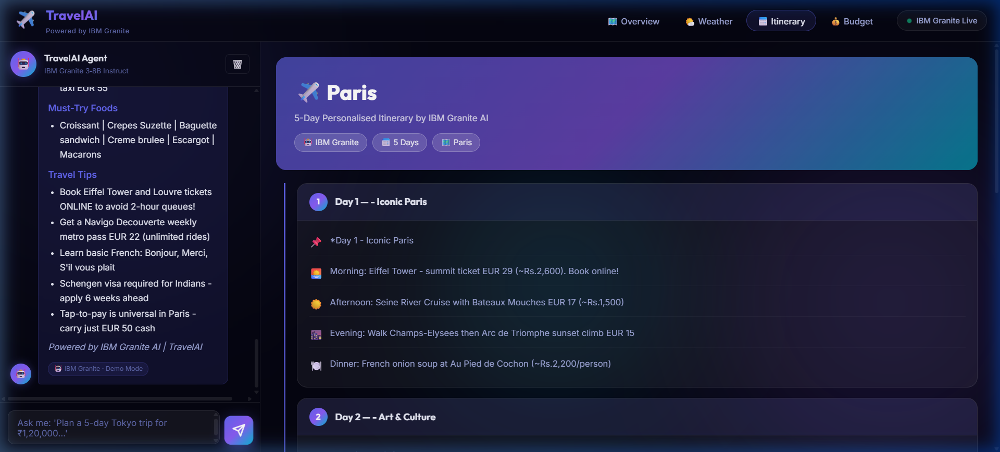 TravelAI
Powered by IBM Granite
Overview
Weather
Itinerary
Budget
IBM Granite Live
TravelAI Agent
IBM Granite 3-8B Instruct
taxi EUR 55
Must-Try Foods
• Croissant | Crepes Suzette | Baguette
sandwich | Creme brulee | Escargot |
Macarons
Travel Tips
• Book Eiffel Tower and Louvre tickets
ONLINE to avoid 2-hour queues!
• Get a Navigo Decouverte weekly
metro pass EUR 22 (unlimited rides)
• Learn basic French: Bonjour, Merci,
S'il vous plait
• Schengen visa required for Indians -
apply 6 weeks ahead
• Tap-to-pay is universal in Paris -
carry just EUR 50 cash
Powered by IBM Granite AI | TravelAI
IBM Granite · Demo Mode
Ask me: 'Plan a 5-day Tokyo trip for
₹1,20,000...'
Paris
5-Day Personalised Itinerary by IBM Granite AI
IBM Granite
5 Days
Paris
1 Day 1 — - Iconic Paris
*Day 1 - Iconic Paris
Morning: Eiffel Tower - summit ticket EUR 29 (~Rs.2,600). Book online!
Afternoon: Seine River Cruise with Bateaux Mouches EUR 17 (~Rs.1,500)
Evening: Walk Champs-Elysees then Arc de Triomphe sunset climb EUR 15
Dinner: French onion soup at Au Pied de Cochon (~Rs.2,200/person)
2 Day 2 — - Art & Culture